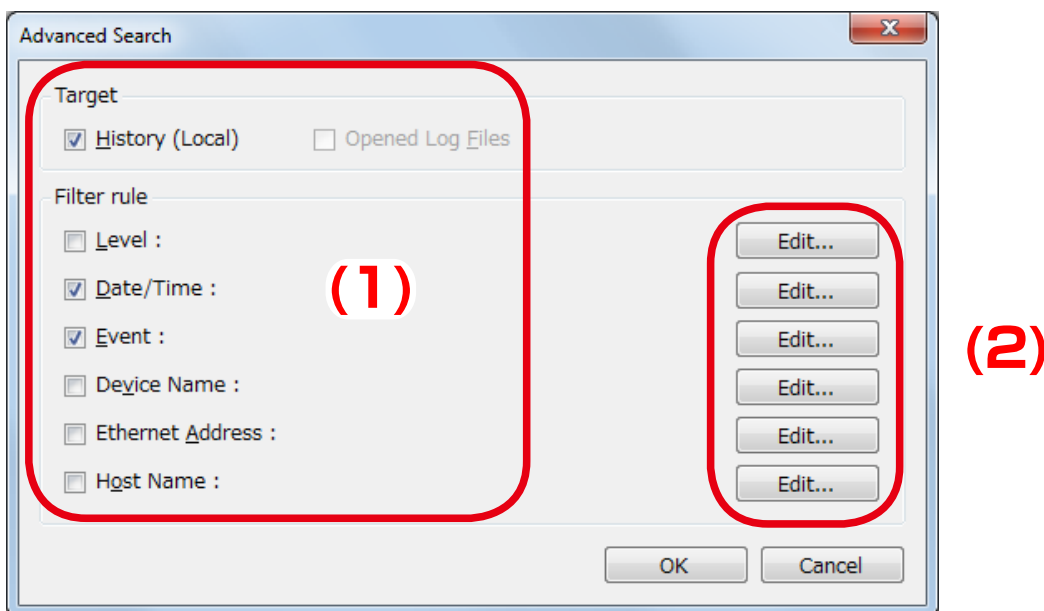 Advanced Search
x
Target
History (Local) Opened Log Files
Filter rule
Level : Edit...
Date/Time : Edit...
Event : Edit...
Device Name : Edit...
Ethernet Address : Edit...
Host Name : Edit...
(1)
(2)
OK Cancel